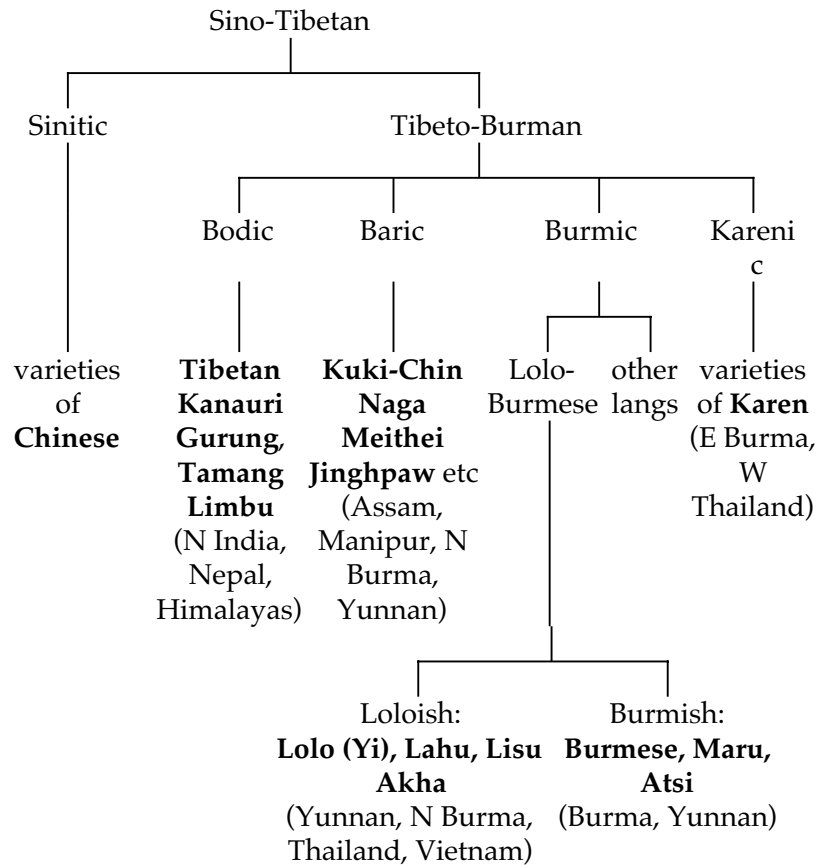 Sino-Tibetan
Sinitic
Tibeto-Burman
Bodic
Baric
Burmic
Kareni
c
varieties
of
Chinese
Tibetan
Kanauri
Gurung,
Tamang
Limbu
(N India,
Nepal,
Himalayas)
Kuki-Chin
Naga
Meithei
Jinghpaw etc
(Assam,
Manipur, N
Burma,
Yunnan)
Lolo-
Burmese
other
langs
varieties
of Karen
(E Burma,
W
Thailand)
Loloish:
Lolo (Yi), Lahu, Lisu
Akha
(Yunnan, N Burma,
Thailand, Vietnam)
Burmish:
Burmese, Maru,
Atsi
(Burma, Yunnan)